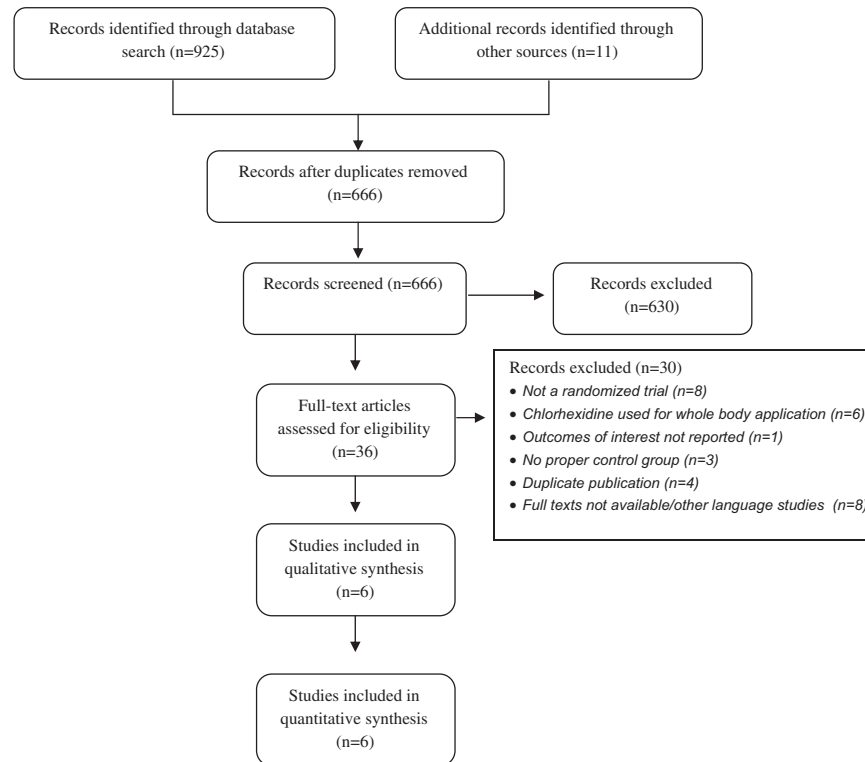 Records identified through database
search (n=925)
Additional records identified through
other sources (n=11)
Records after duplicates removed
(n=666)
Records screened (n=666)
Records excluded
(n=630)
Full-text articles
assessed for eligibility
(n=36)
Records excluded (n=30)
• Not a randomized trial (n=8)
• Chlorhexidine used for whole body application (n=6)
• Outcomes of interest not reported (n=1)
• No proper control group (n=3)
• Duplicate publication (n=4)
• Full texts not available/other language studies (n=8)
Studies included in
qualitative synthesis
(n=6)
Studies included in
quantitative synthesis
(n=6)